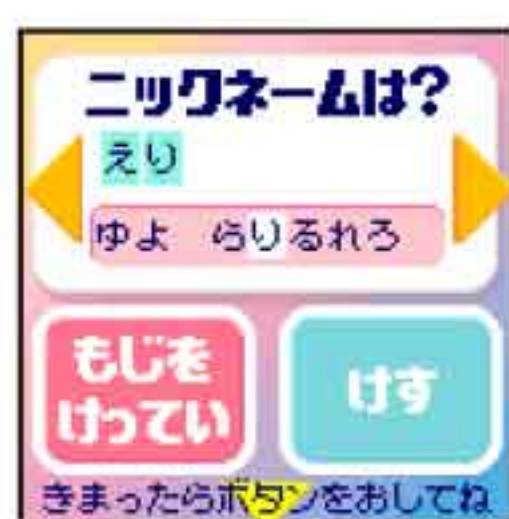 ニックネームは?
えり
ゆよ らりるれろ
もじを
けってい
けす
きまったらボタンをおしてね